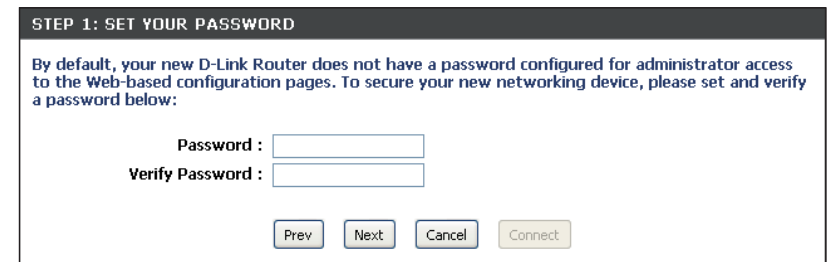 STEP 1: SET YOUR PASSWORD
By default, your new D-Link Router does not have a password configured for administrator access
to the Web-based configuration pages. To secure your new networking device, please set and verify
a password below:
Password :
Verify Password :
Prev Next Cancel Connect